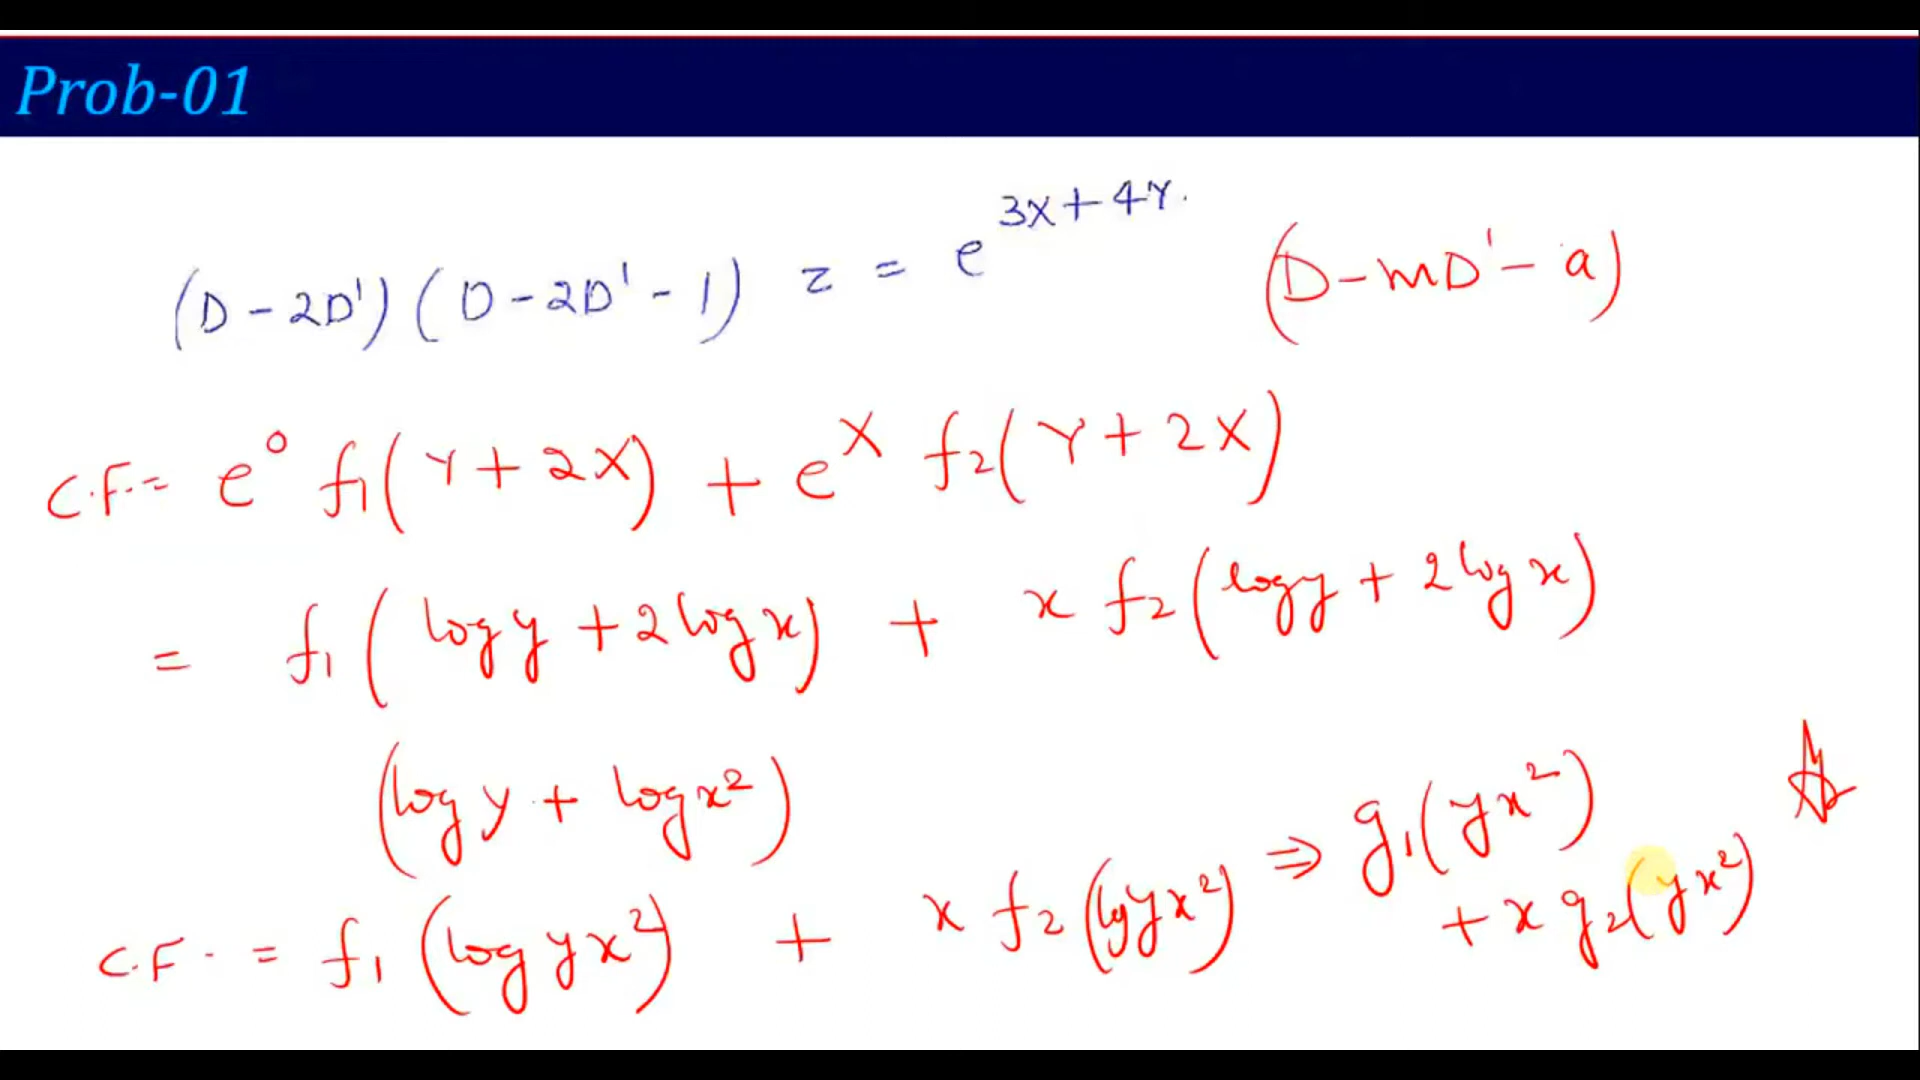 Prob-01
(D - 2D') (D - 2D' - 1) z = e^{3X+4Y}. (D - mD' - a)
C.F. = e^0 f₁(Y + 2X) + e^X f₂(Y + 2X)
= f₁(log y + 2 log x) + x f₂(log y + 2 log x)
(log y + log x²)
C.F. = f₁(log yx²) + x f₂(log yx²) ⇒ g₁(yx²)
+ x g₂(yx²)